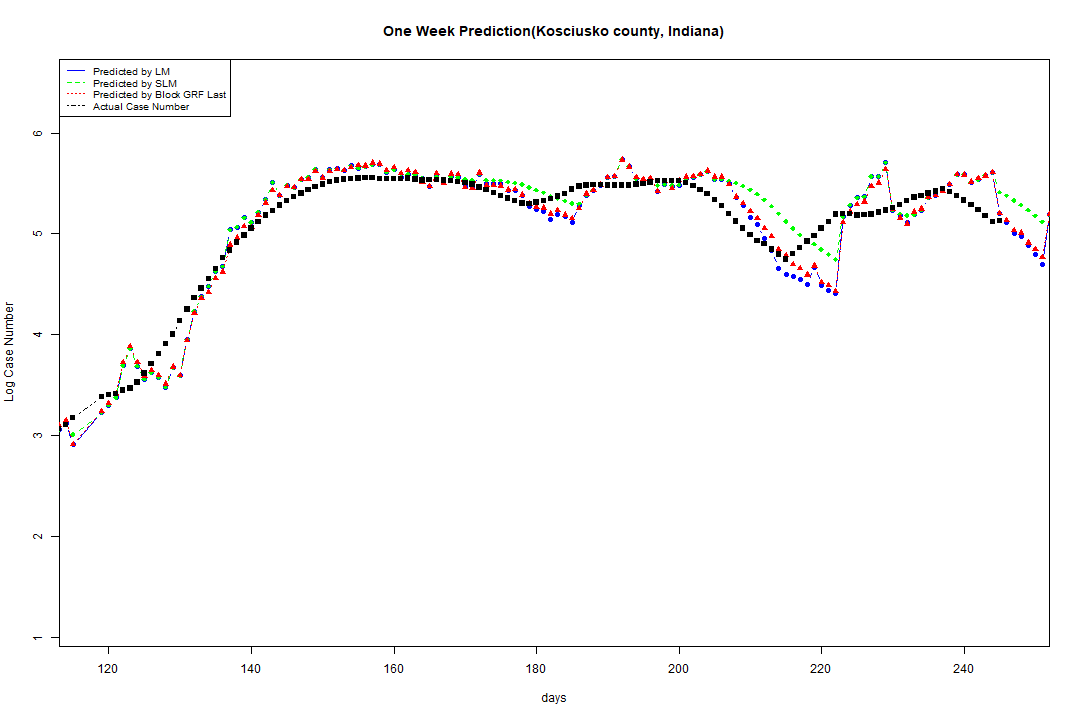 One Week Prediction(Kosciusko county, Indiana)
Predicted by LM
Predicted by SLM
Predicted by Block GRF Last
Actual Case Number
6
5
4
3
2
1
Log Case Number
120 140 160 180 200 220 240
days